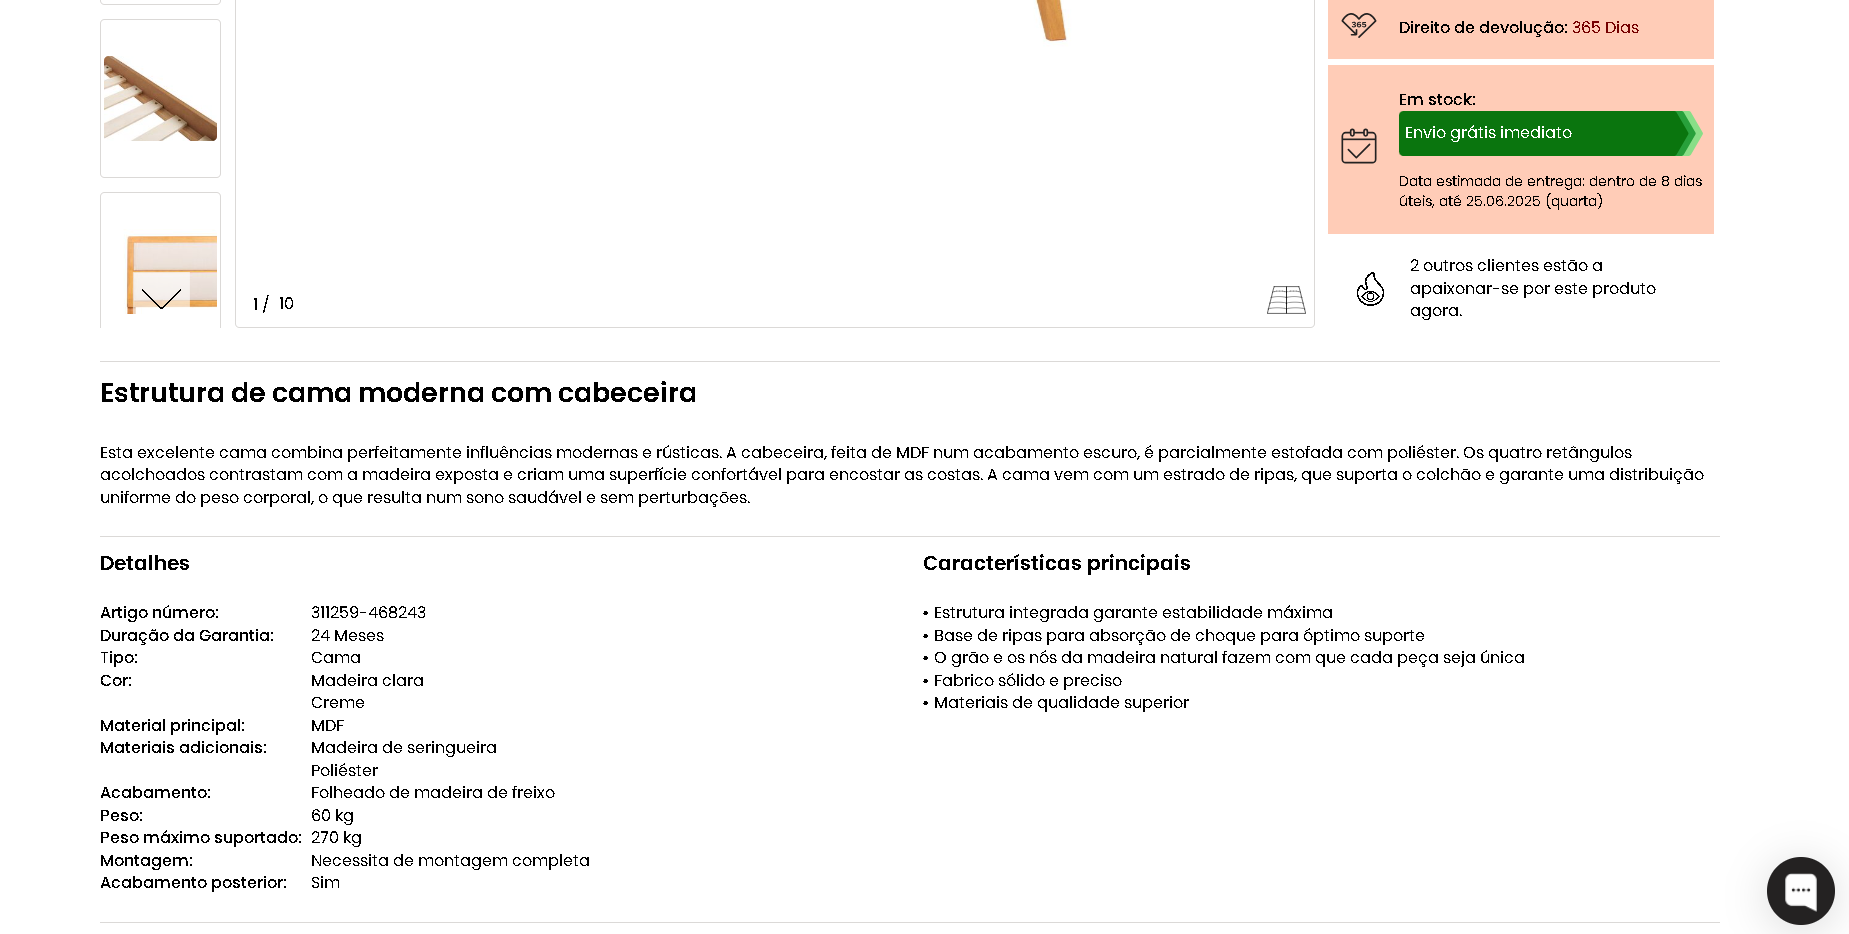 365
Direito de devolução: 365 Dias
Em stock:
Envio grátis imediato
Data estimada de entrega: dentro de 8 dias
úteis, até 25.06.2025 (quarta)
2 outros clientes estão a
apaixonar-se por este produto
agora.
1 / 10
Estrutura de cama moderna com cabeceira
Esta excelente cama combina perfeitamente influências modernas e rústicas. A cabeceira, feita de MDF num acabamento escuro, é parcialmente estofada com poliéster. Os quatro retângulos
acolchoados contrastam com a madeira exposta e criam uma superfície confortável para encostar as costas. A cama vem com um estrado de ripas, que suporta o colchão e garante uma distribuição
uniforme do peso corporal, o que resulta num sono saudável e sem perturbações.
Detalhes
Artigo número: 311259-468243
Duração da Garantia: 24 Meses
Tipo: Cama
Cor: Madeira clara
Creme
Material principal: MDF
Materiais adicionais: Madeira de seringueira
Poliéster
Acabamento: Folheado de madeira de freixo
Peso: 60 kg
Peso máximo suportado: 270 kg
Montagem: Necessita de montagem completa
Acabamento posterior: Sim
Características principais
• Estrutura integrada garante estabilidade máxima
• Base de ripas para absorção de choque para óptimo suporte
• O grão e os nós da madeira natural fazem com que cada peça seja única
• Fabrico sólido e preciso
• Materiais de qualidade superior